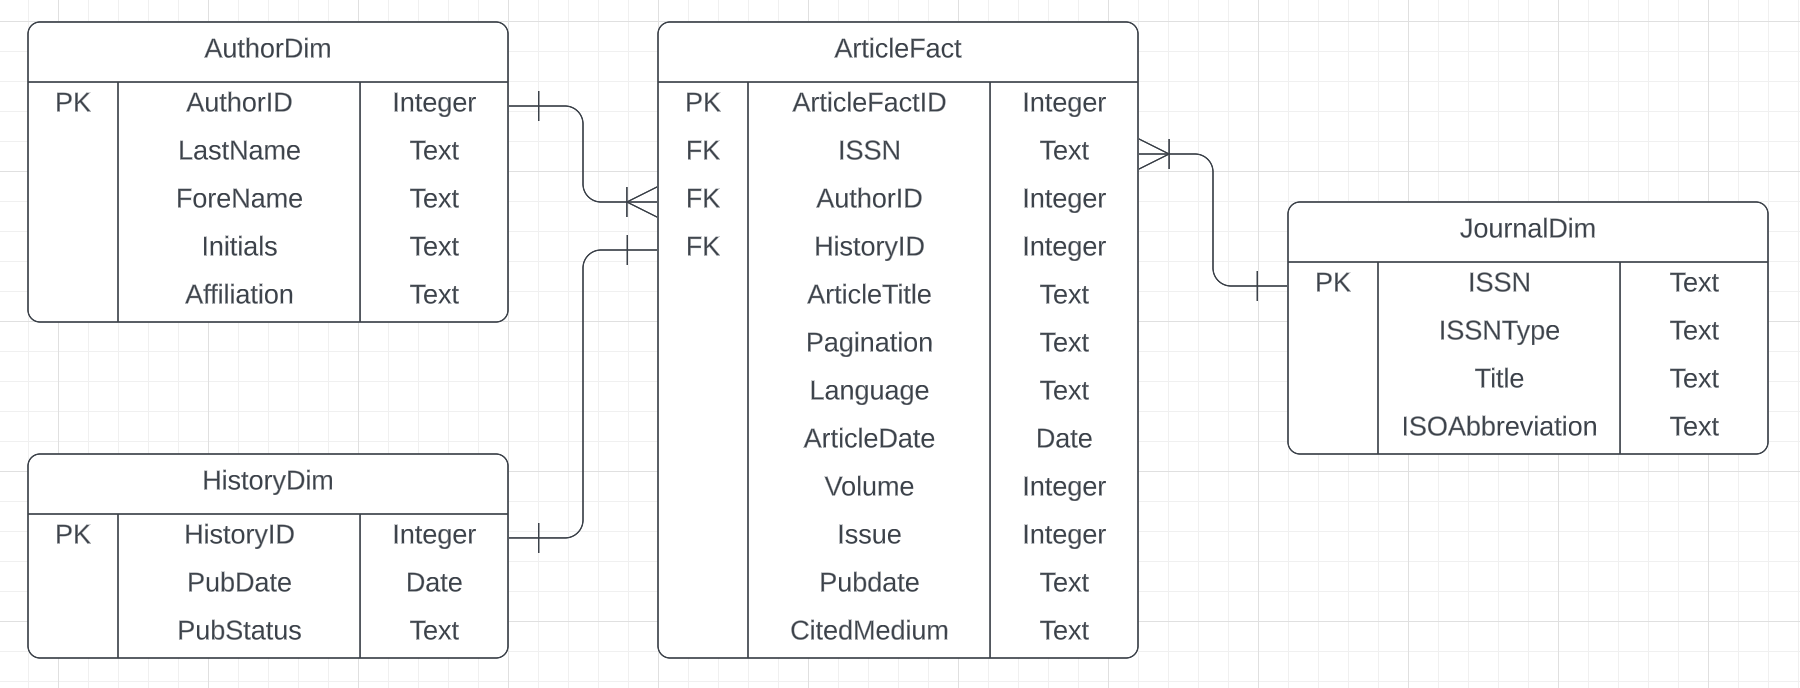 AuthorDim
PK AuthorID Integer
LastName Text
ForeName Text
Initials Text
Affiliation Text
HistoryDim
PK HistoryID Integer
PubDate Date
PubStatus Text
ArticleFact
PK ArticleFactID Integer
FK ISSN Text
FK AuthorID Integer
FK HistoryID Integer
ArticleTitle Text
Pagination Text
Language Text
ArticleDate Date
Volume Integer
Issue Integer
Pubdate Text
CitedMedium Text
JournalDim
PK ISSN Text
ISSNType Text
Title Text
ISOAbbreviation Text